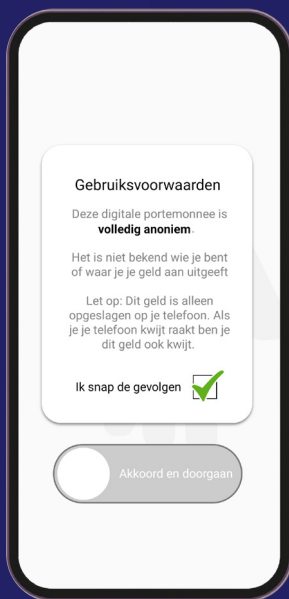 Gebruiksvoorwaarden
Deze digitale portemonnee is
volledig anoniem.
Het is niet bekend wie je bent
of waar je je geld aan uitgeeft
Let op: Dit geld is alleen
opgeslagen op je telefoon. Als
je je telefoon kwijt raakt ben je
dit geld ook kwijt.
Ik snap de gevolgen
Akkoord en doorgaan